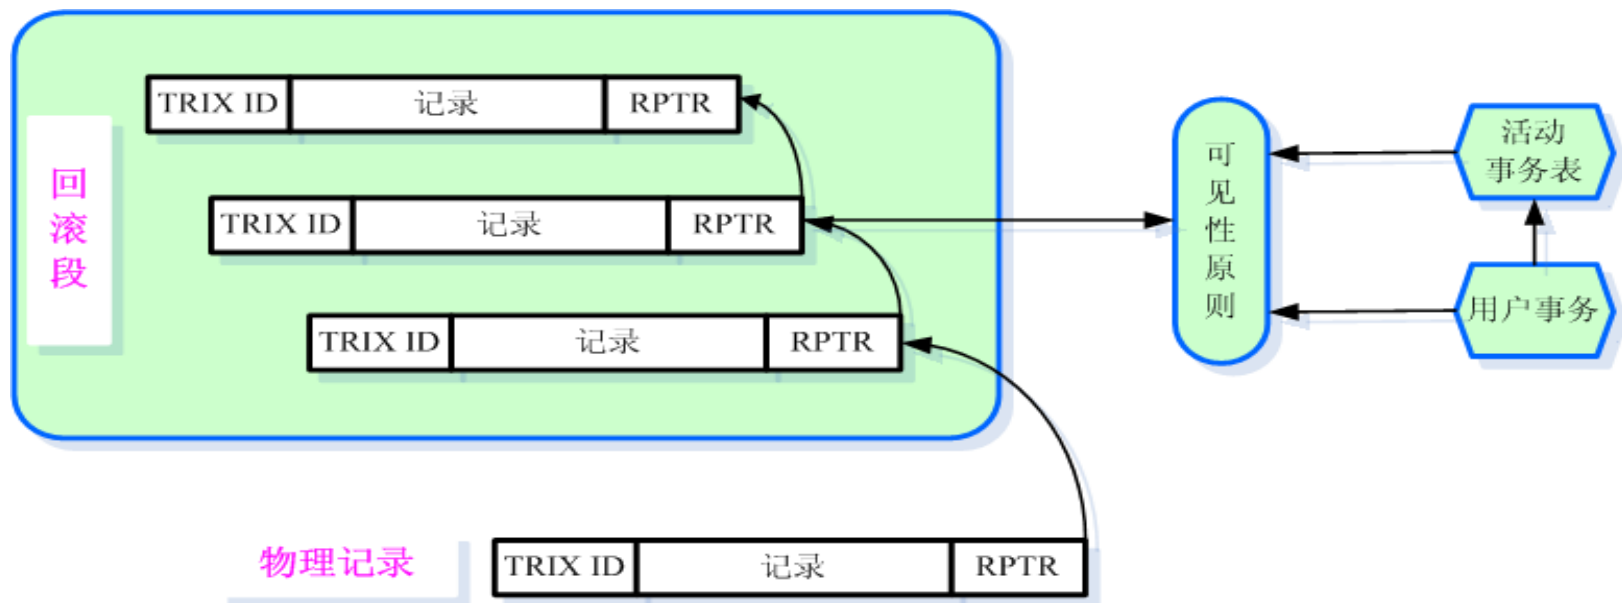 TRIX ID 记录 RPTR
TRIX ID 记录 RPTR
TRIX ID 记录 RPTR
回
滚
段
物理记录
TRIX ID 记录 RPTR
可
见
性
原
则
活动
事务表
用户事务